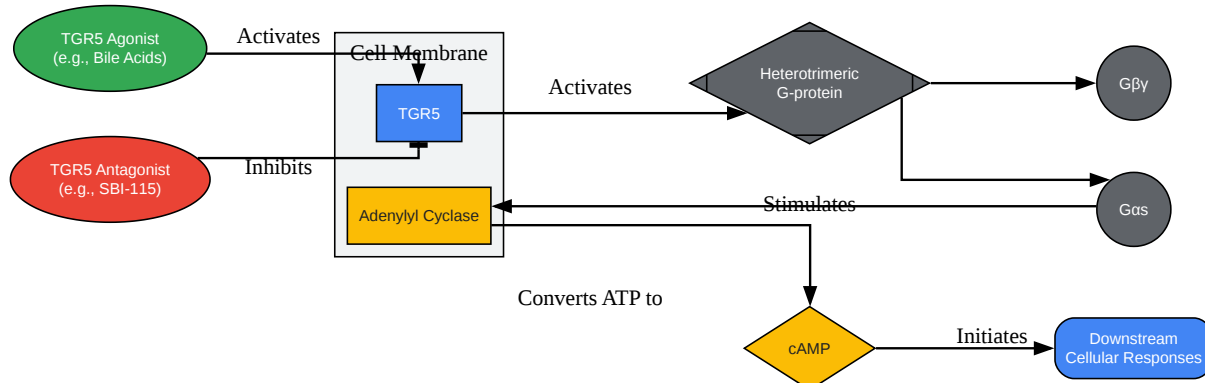 TGR5 Agonist
(e.g., Bile Acids)
Activates
Cell Membrane
TGR5
Activates
Heterotrimeric
G-protein
Gβγ
TGR5 Antagonist
(e.g., SBI-115)
Inhibits
Adenylyl Cyclase
Stimulates
Gαs
Converts ATP to
cAMP
Initiates
Downstream
Cellular Responses